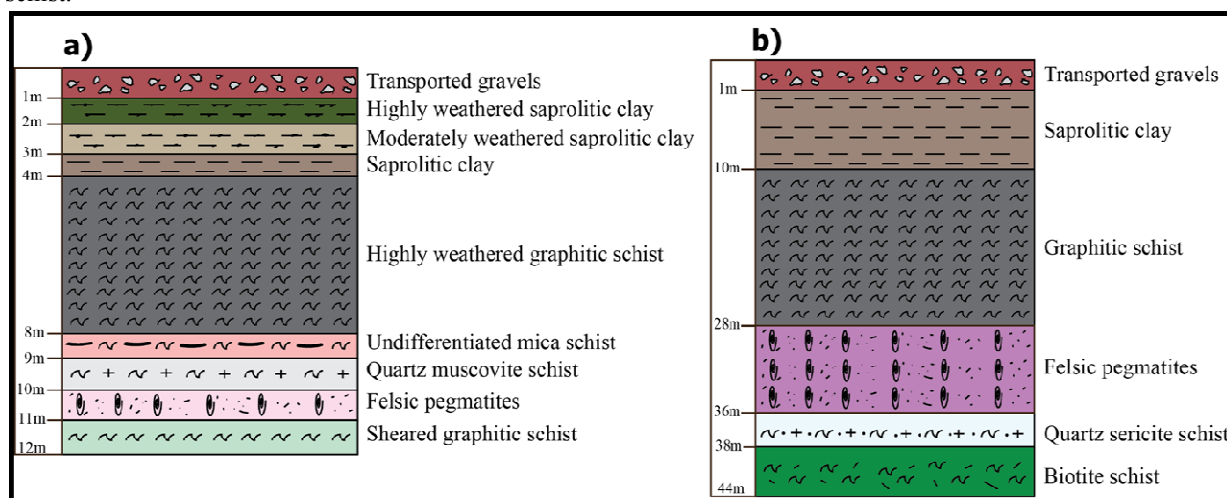 a)
Transported gravels
1m
Highly weathered saprolitic clay
2m
Moderately weathered saprolitic clay
3m
Saprolitic clay
4m
Highly weathered graphitic schist
8m
Undifferentiated mica schist
9m
Quartz muscovite schist
10m
Felsic pegmatites
11m
Sheared graphitic schist
12m
b)
Transported gravels
1m
Saprolitic clay
10m
Graphitic schist
28m
Felsic pegmatites
36m
Quartz sericite schist
38m
Biotite schist
44m